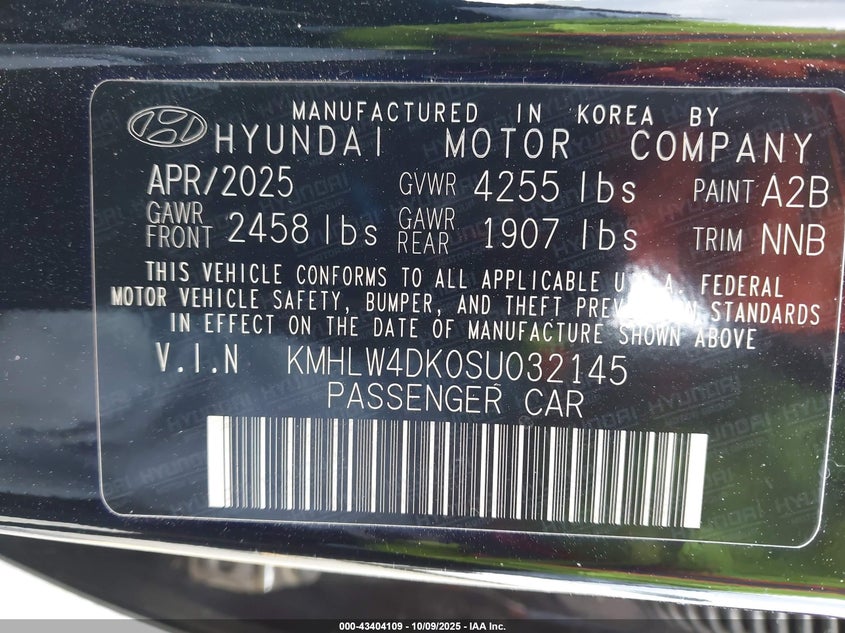 MANUFACTURED IN KOREA BY
HYUNDAI MOTOR COMPANY
APR/2025 GVWR 4255 lbs PAINT A2B
GAWR FRONT 2458 lbs GAWR REAR 1907 lbs TRIM NNB
THIS VEHICLE CONFORMS TO ALL APPLICABLE U.S.A. FEDERAL
MOTOR VEHICLE SAFETY, BUMPER, AND THEFT PREVENTION STANDARDS
IN EFFECT ON THE DATE OF MANUFACTURE SHOWN ABOVE
V.I.N KMHLW4DK0SU032145
PASSENGER CAR
000-43404109 - 10/09/2025 - IAA Inc.